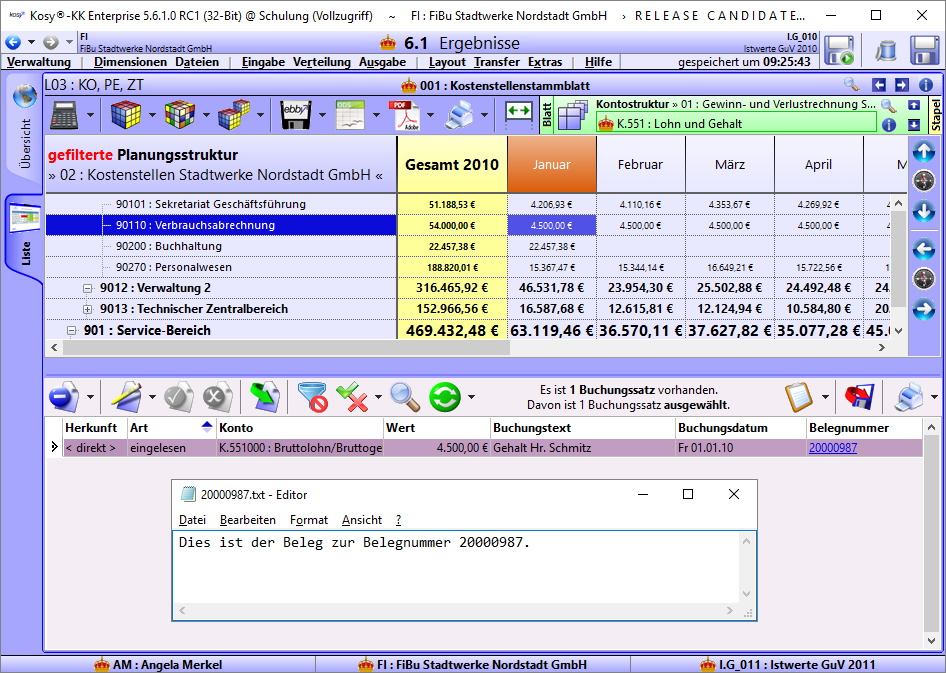 kosy Kosy®-KK Enterprise 5.6.1.0 RC1 (32-Bit) @ Schulung (Vollzugriff) ~ FI : FiBu Stadtwerke Nordstadt GmbH › R E L E A S E C A N D I D A T E...
FI
FiBu Stadtwerke Nordstadt GmbH
6.1 Ergebnisse
I.G_010
Istwerte GuV 2010
Verwaltung Dimensionen Dateien Eingabe Verteilung Ausgabe Layout Transfer Extras Hilfe
gespeichert um 09:25:43
Übersicht
Liste
L03 : KO, PE, ZT
001 : Kostenstellenstammblatt
ebby7
ODS
PDF
Adobe
Blatt
Kontostruktur » 01 : Gewinn- und Verlustrechnung S...
K.551 : Lohn und Gehalt
Stapel
gefilterte Planungsstruktur
» 02 : Kostenstellen Stadtwerke Nordstadt GmbH «
Gesamt 2010 Januar Februar März April M
90101 : Sekretariat Geschäftsführung 51.188,53 € 4.206,93 € 4.110,16 € 4.353,67 € 4.269,92 € 4.
90110 : Verbrauchsabrechnung 54.000,00 € 4.500,00 € 4.500,00 € 4.500,00 € 4.500,00 € 4.
90200 : Buchhaltung 22.457,38 € 22.457,38 €
90270 : Personalwesen 188.820,01 € 15.367,47 € 15.344,14 € 16.649,21 € 15.722,56 €
9012 : Verwaltung 2 316.465,92 € 46.531,78 € 23.954,30 € 25.502,88 € 24.492,48 € 24.
9013 : Technischer Zentralbereich 152.966,56 € 16.587,68 € 12.615,81 € 12.124,94 € 10.584,80 € 20.
901 : Service-Bereich 469.432,48 € 63.119,46 € 36.570,11 € 37.627,82 € 35.077,28 € 45.
Es ist 1 Buchungssatz vorhanden.
Davon ist 1 Buchungssatz ausgewählt.
Herkunft Art Konto Wert Buchungstext Buchungsdatum Belegnummer
< direkt > eingelesen K.551000 : Bruttolohn/Bruttoge 4.500,00 € Gehalt Hr. Schmitz Fr 01.01.10 20000987
20000987.txt - Editor
Datei Bearbeiten Format Ansicht ?
Dies ist der Beleg zur Belegnummer 20000987.
AM : Angela Merkel
FI : FiBu Stadtwerke Nordstadt GmbH
I.G_011 : Istwerte GuV 2011